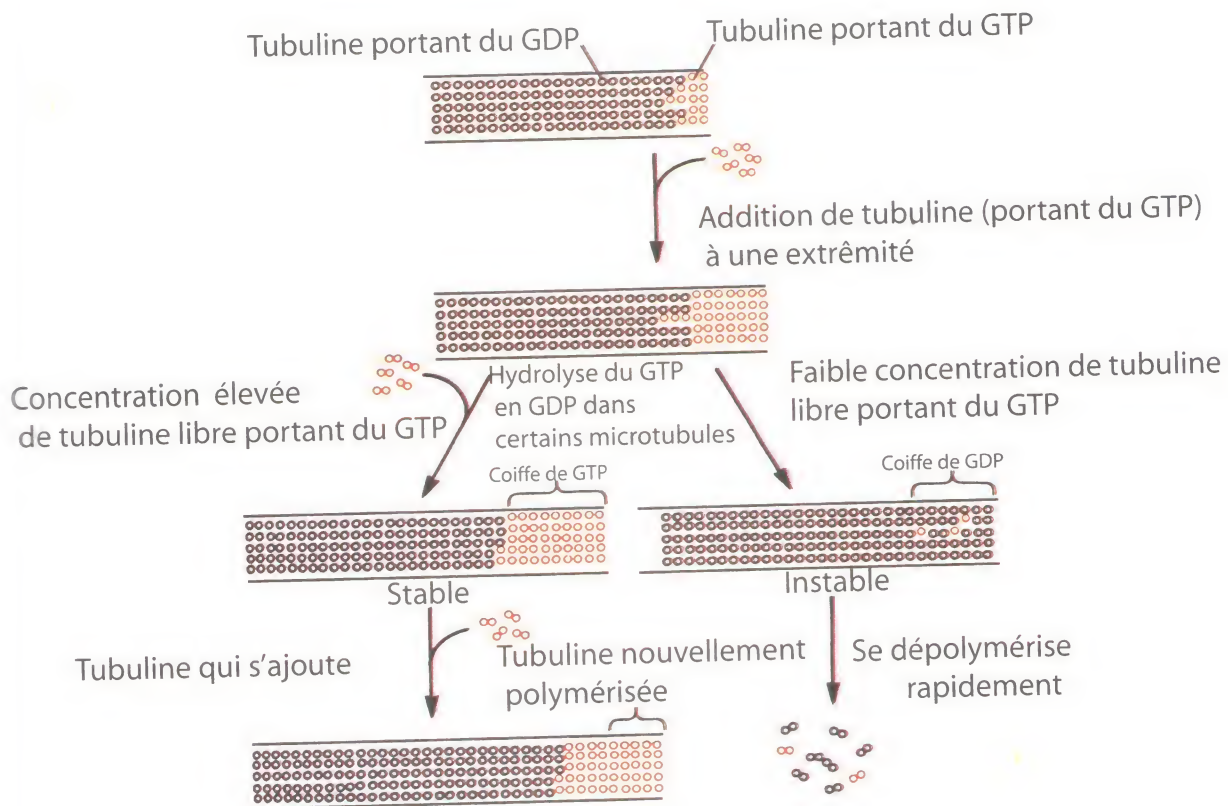 Tubuline portant du GDP
Tubuline portant du GTP
Addition de tubuline (portant du GTP)
à une extrêmité
Concentration élevée
de tubuline libre portant du GTP
Hydrolyse du GTP
en GDP dans
certains microtubules
Faible concentration de tubuline
libre portant du GTP
Coiffe de GTP
Coiffe de GDP
Stable
Instable
Tubuline qui s'ajoute
Tubuline nouvellement
polymérisée
Se dépolymérise
rapidement